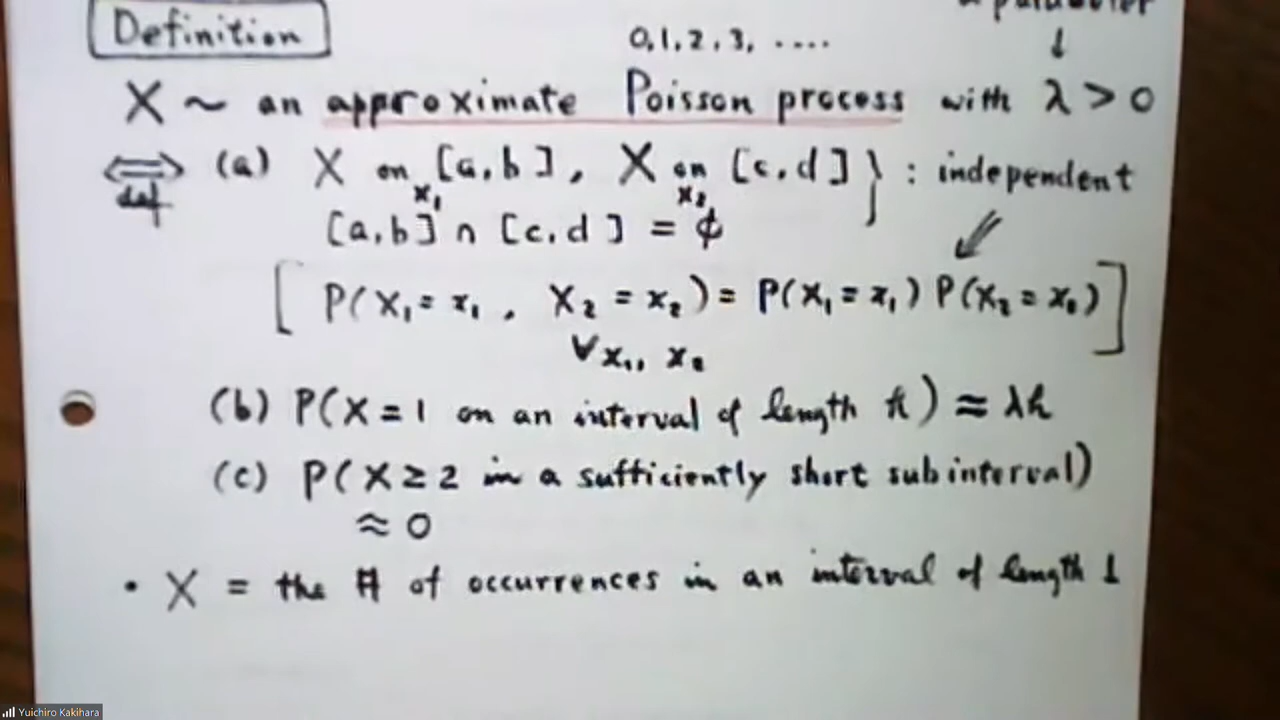 a parameter
Definition
0, 1, 2, 3, ....
↓
X ~ an approximate Poisson process with λ > 0
⟺ def (a) X on [a, b], X on [c, d] } : independent
X₁ X₂
[a, b] ∩ [c, d] = ϕ
[ P(X₁ = x₁, X₂ = x₂) = P(X₁ = x₁) P(X₂ = x₂) ]
∀ x₁, x₂
(b) P(X = 1 on an interval of length h) ≈ λh
(c) P(X ≥ 2 in a sufficiently short subinterval)
≈ 0
• X = the # of occurrences in an interval of length 1
Yuichiro Kakihara